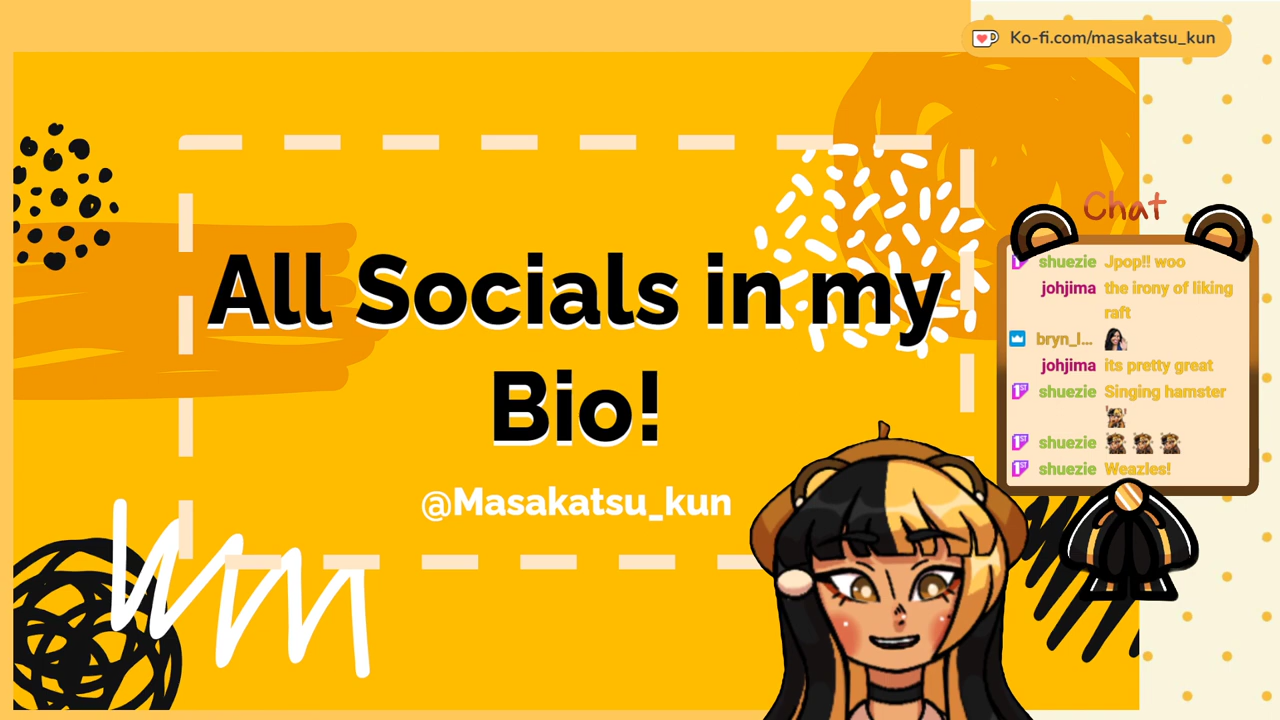 Ko-fi.com/masakatsu_kun
All Socials in my
Bio!
@Masakatsu_kun
Chat
shuezie Jpop!! woo
johjima the irony of liking
raft
bryn_l...
johjima its pretty great
shuezie Singing hamster
shuezie
shuezie Weazles!